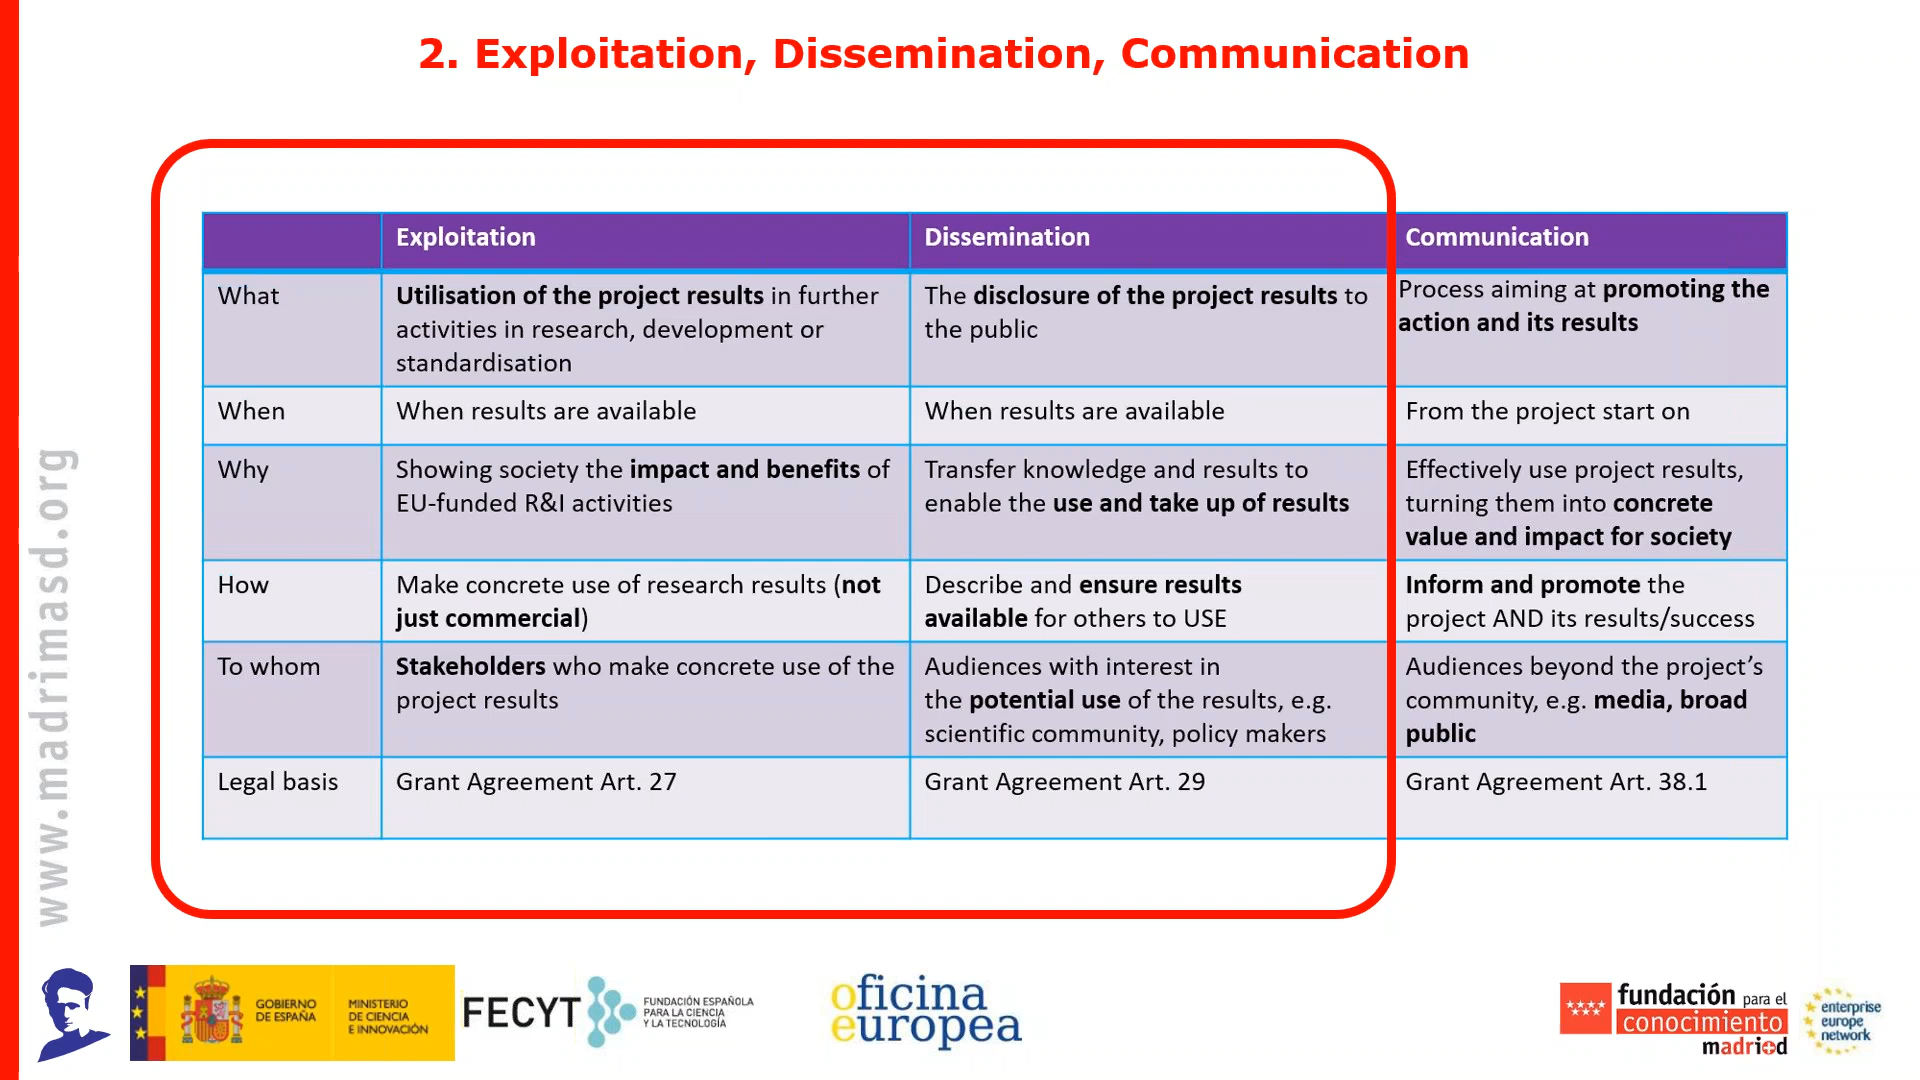 2. Exploitation, Dissemination, Communication
Exploitation
Dissemination
Communication
What
Utilisation of the project results in further
activities in research, development or
standardisation
The disclosure of the project results to
the public
Process aiming at promoting the
action and its results
When
When results are available
When results are available
From the project start on
Why
Showing society the impact and benefits of
EU-funded R&I activities
Transfer knowledge and results to
enable the use and take up of results
Effectively use project results,
turning them into concrete
value and impact for society
How
Make concrete use of research results (not
just commercial)
Describe and ensure results
available for others to USE
Inform and promote the
project AND its results/success
To whom
Stakeholders who make concrete use of the
project results
Audiences with interest in
the potential use of the results, e.g.
scientific community, policy makers
Audiences beyond the project’s
community, e.g. media, broad
public
Legal basis
Grant Agreement Art. 27
Grant Agreement Art. 29
Grant Agreement Art. 38.1
www.madrimasd.org
GOBIERNO
DE ESPAÑA
MINISTERIO
DE CIENCIA
E INNOVACIÓN
FECYT
FUNDACIÓN ESPAÑOLA
PARA LA CIENCIA
Y LA TECNOLOGÍA
oficina
europea
fundación para el
conocimiento
madri+d
enterprise
europe
network